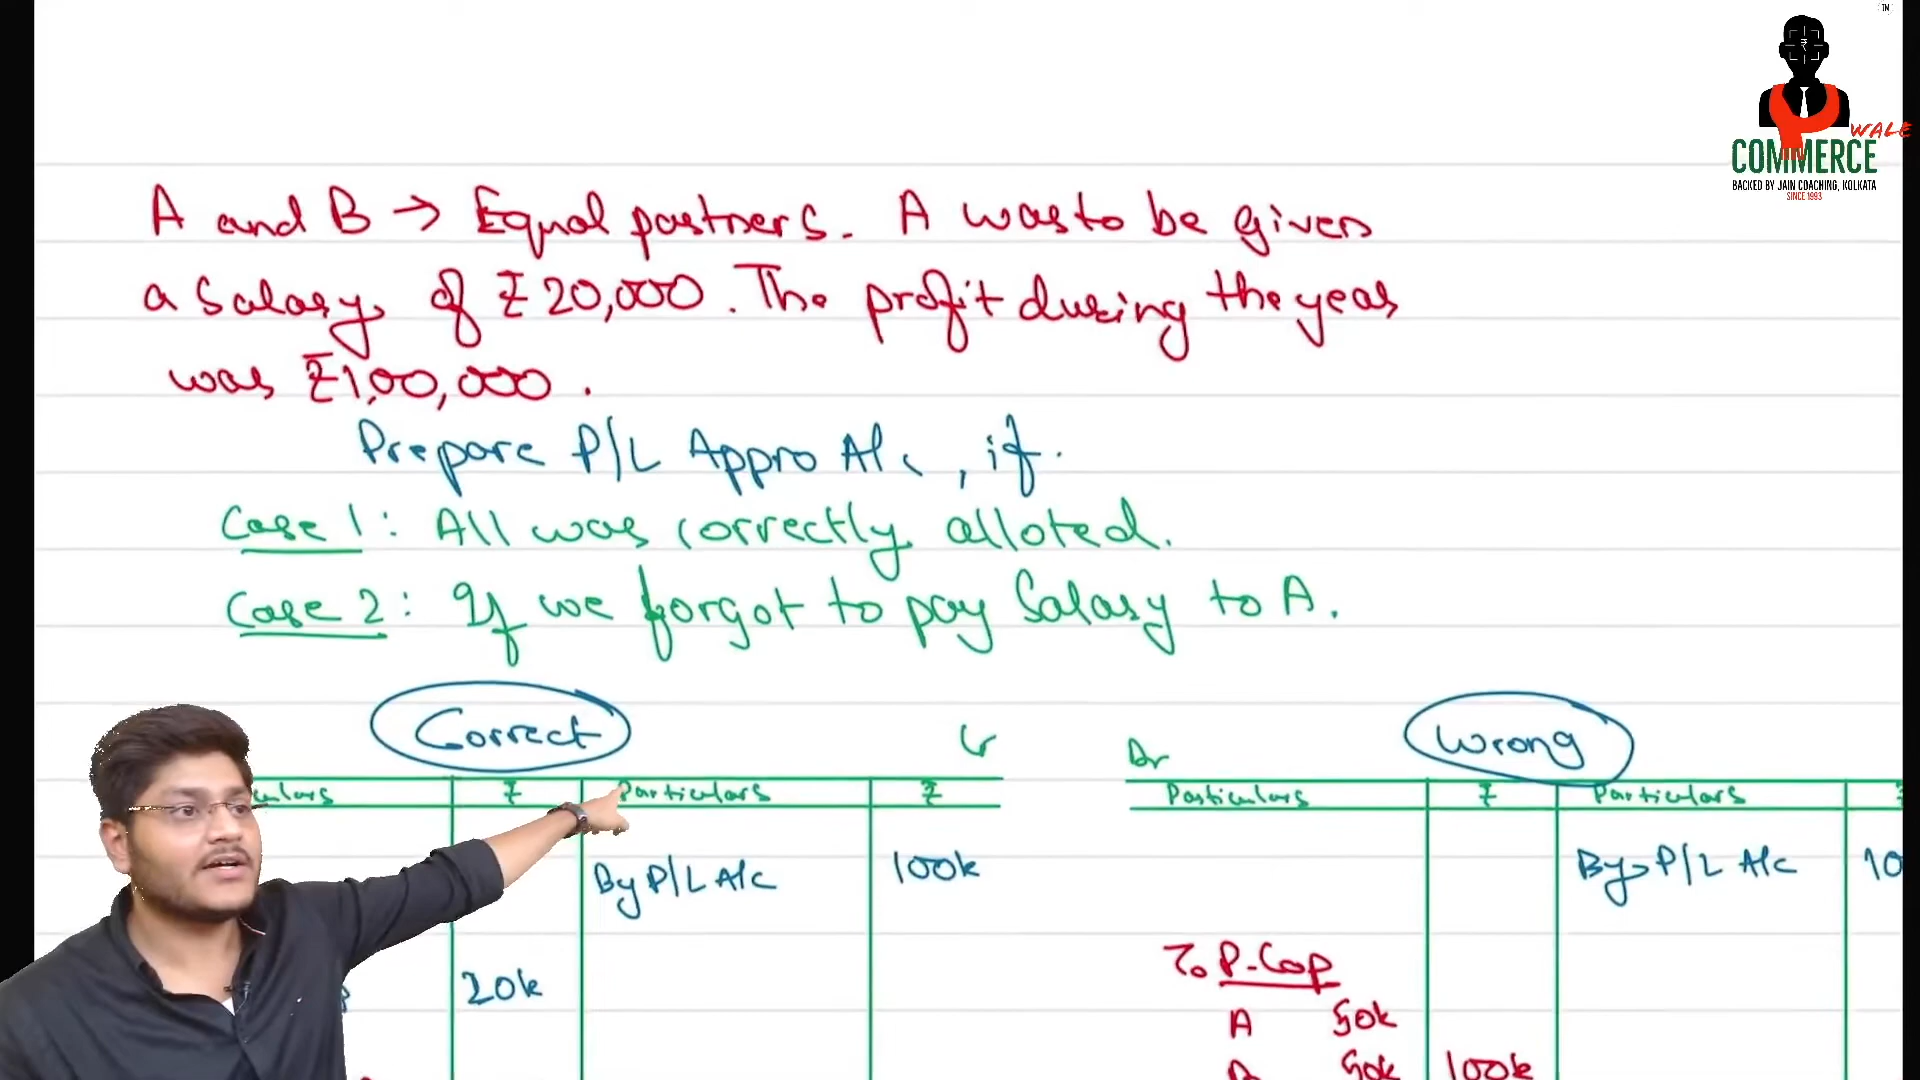 TM
WALE
COMMERCE
BACKED BY JAIN COACHING, KOLKATA
SINCE 1993
A and B → Equal partners. A was to be given
a Salary of ₹20,000. The profit during the year
was ₹1,00,000.
Prepare P/L Appro A/c, if.
Case 1: All was correctly alloted.
Case 2: If we forgot to pay Salary to A.
Correct
Cr
culars ₹ Particulars ₹
By P/L A/c 100k
20k
Wrong
Dr
Particulars ₹ Particulars
By P/L A/c 10
To P.Cap
A 50k
50k 100k